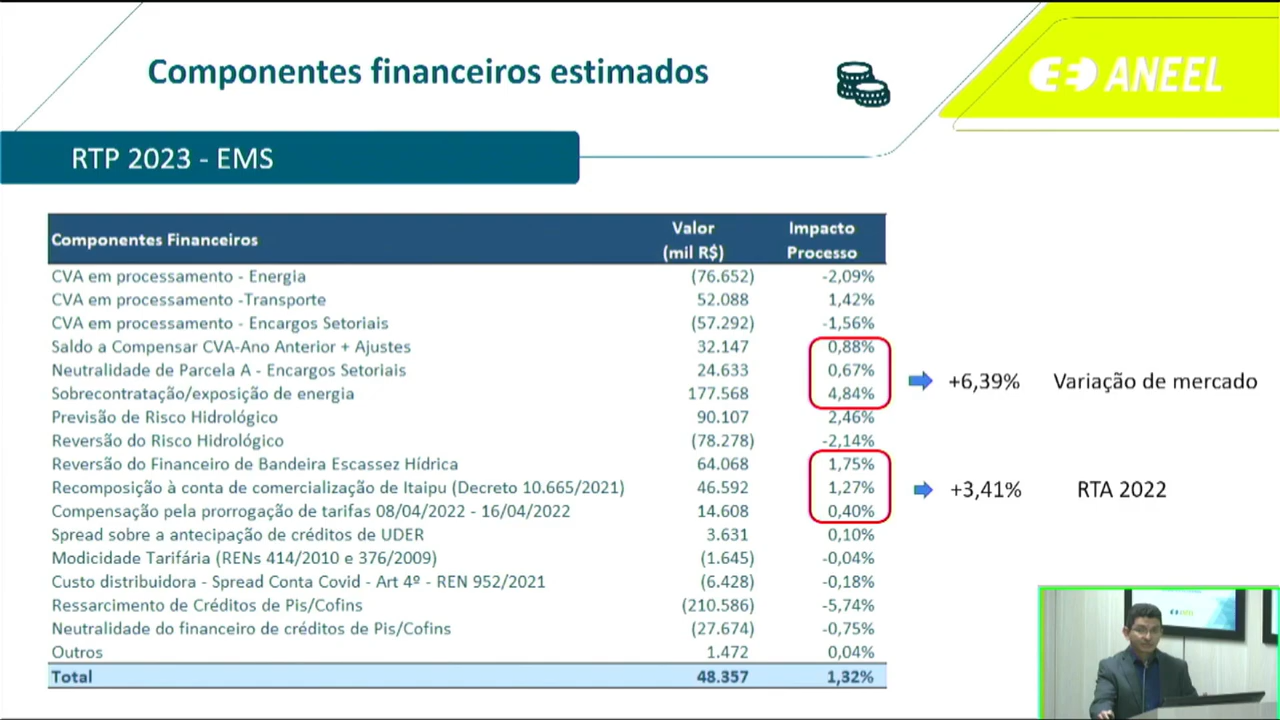 Componentes financeiros estimados
ANEEL
RTP 2023 - EMS
Componentes Financeiros Valor (mil R$) Impacto Processo
CVA em processamento - Energia (76.652) -2,09%
CVA em processamento -Transporte 52.088 1,42%
CVA em processamento - Encargos Setoriais (57.292) -1,56%
Saldo a Compensar CVA-Ano Anterior + Ajustes 32.147 0,88%
Neutralidade de Parcela A - Encargos Setoriais 24.633 0,67%
+6,39% Variação de mercado
Sobrecontratação/exposição de energia 177.568 4,84%
Previsão de Risco Hidrológico 90.107 2,46%
Reversão do Risco Hidrológico (78.278) -2,14%
Reversão do Financeiro de Bandeira Escassez Hídrica 64.068 1,75%
Recomposição à conta de comercialização de Itaipu (Decreto 10.665/2021) 46.592 1,27%
+3,41% RTA 2022
Compensação pela prorrogação de tarifas 08/04/2022 - 16/04/2022 14.608 0,40%
Spread sobre a antecipação de créditos de UDER 3.631 0,10%
Modicidade Tarifária (RENs 414/2010 e 376/2009) (1.645) -0,04%
Custo distribuidora - Spread Conta Covid - Art 4º - REN 952/2021 (6.428) -0,18%
Ressarcimento de Créditos de Pis/Cofins (210.586) -5,74%
Neutralidade do financeiro de créditos de Pis/Cofins (27.674) -0,75%
Outros 1.472 0,04%
Total 48.357 1,32%
ANEEL